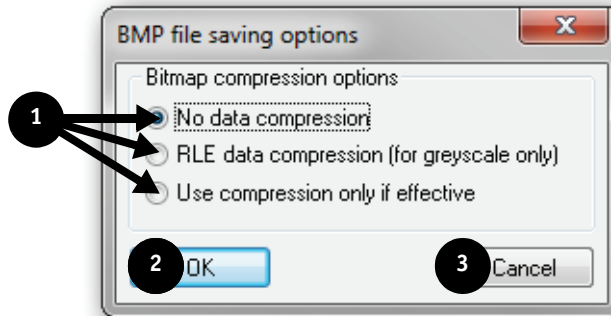 BMP file saving options
x
Bitmap compression options
1
No data compression
RLE data compression (for greyscale only)
Use compression only if effective
2 OK
3 Cancel